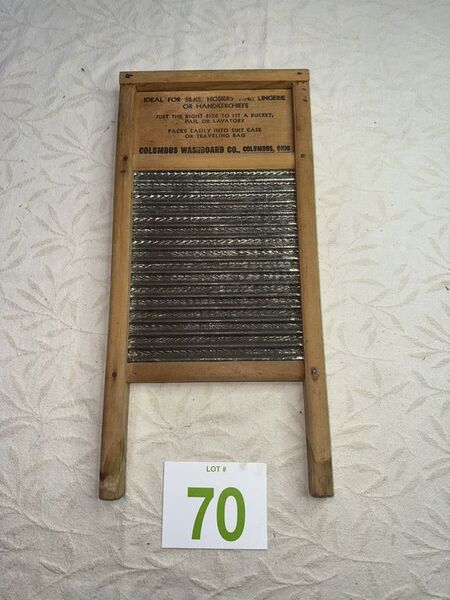 IDEAL FOR SILKS, HOSIERY AND LINGERIE
OR HANDKERCHIEFS
JUST THE RIGHT SIZE TO FIT A BUCKET,
PAIL OR LAVATORY
PACKS EASILY INTO SUIT CASE
OR TRAVELING BAG
COLUMBUS WASHBOARD CO., COLUMBUS, OHIO
LOT #
70